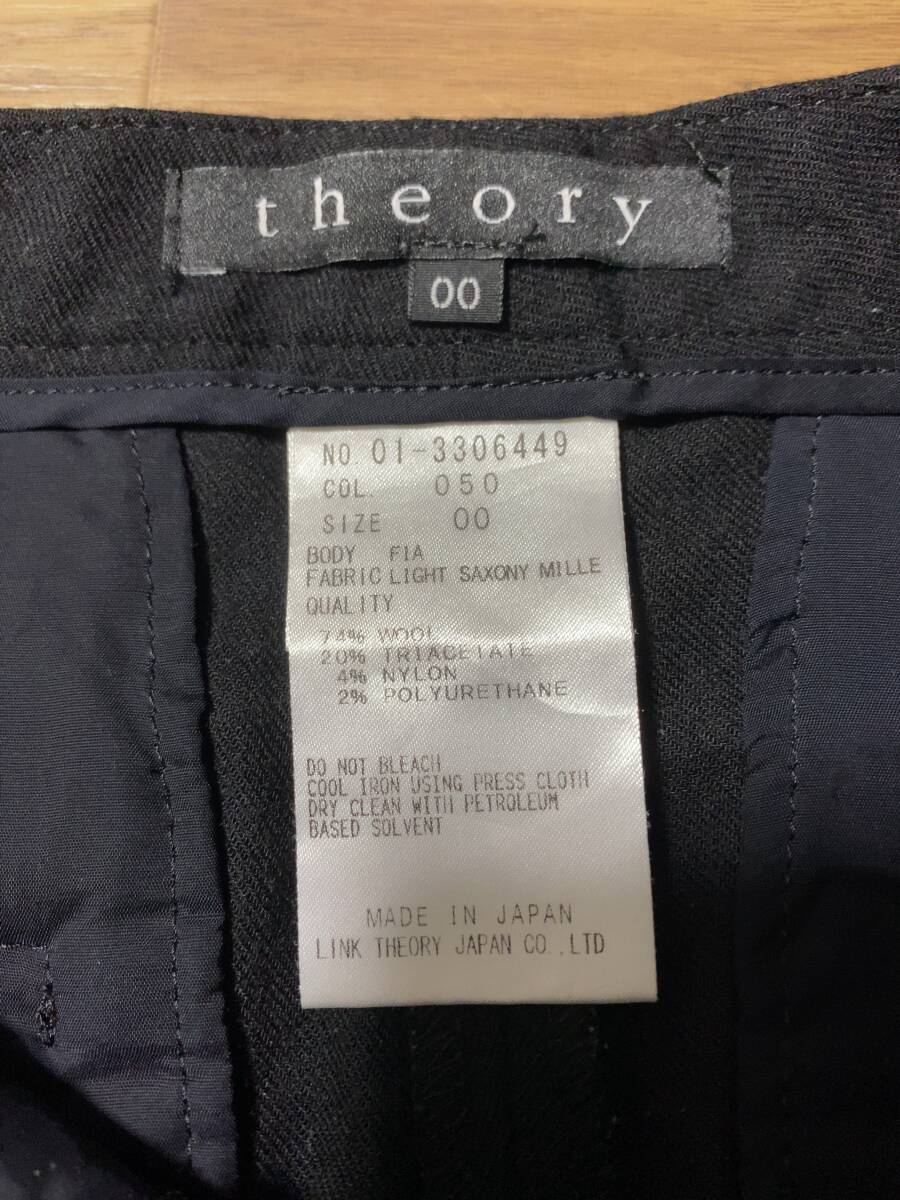 theory
00
NO. 01-3306449
COL. 050
SIZE 00
BODY FIA
FABRIC LIGHT SAXONY MILLE
QUALITY
74% WOOL
20% TRIACETATE
4% NYLON
2% POLYURETHANE
DO NOT BLEACH
COOL IRON USING PRESS CLOTH
DRY CLEAN WITH PETROLEUM
BASED SOLVENT
MADE IN JAPAN
LINK THEORY JAPAN CO.,LTD